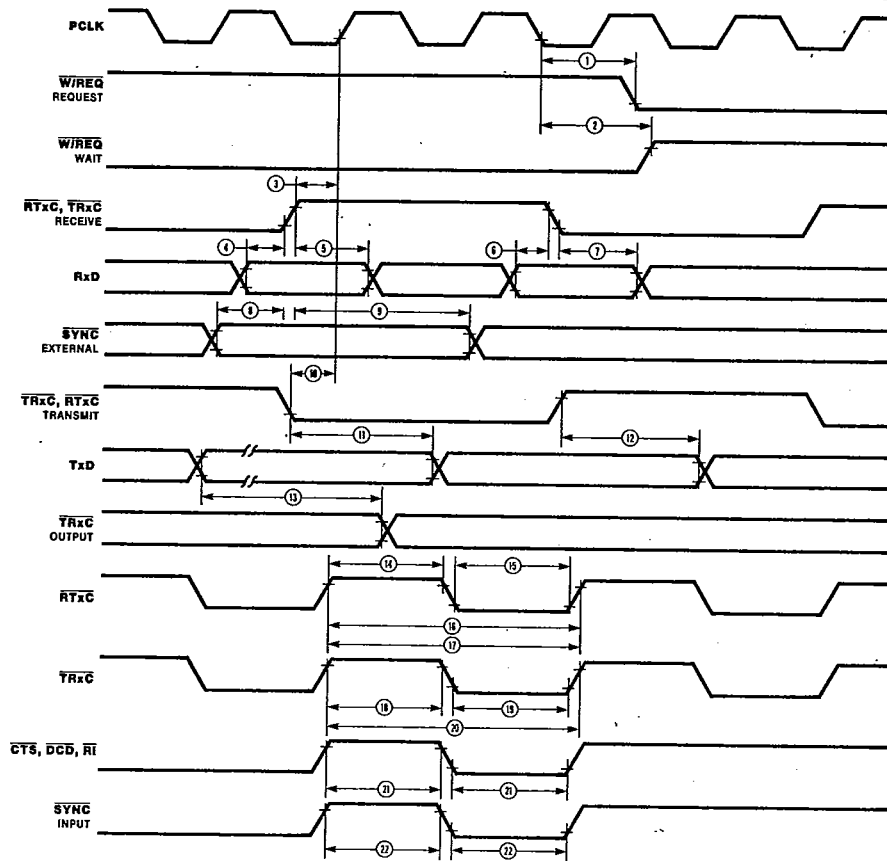 PCLK
①
W/REQ
REQUEST
②
W/REQ
WAIT
③
RTxC, TRxC
RECEIVE
④ ⑤ ⑥ ⑦
RxD
⑧ ⑨
SYNC
EXTERNAL
⑩
TRxC, RTxC
TRANSMIT
⑪ ⑫
TxD
⑬
TRxC
OUTPUT
⑭ ⑮
RTxC
⑯
⑰
TRxC
⑱ ⑲
⑳
CTS, DCD, RI
㉑ ㉑
SYNC
INPUT
㉒ ㉒